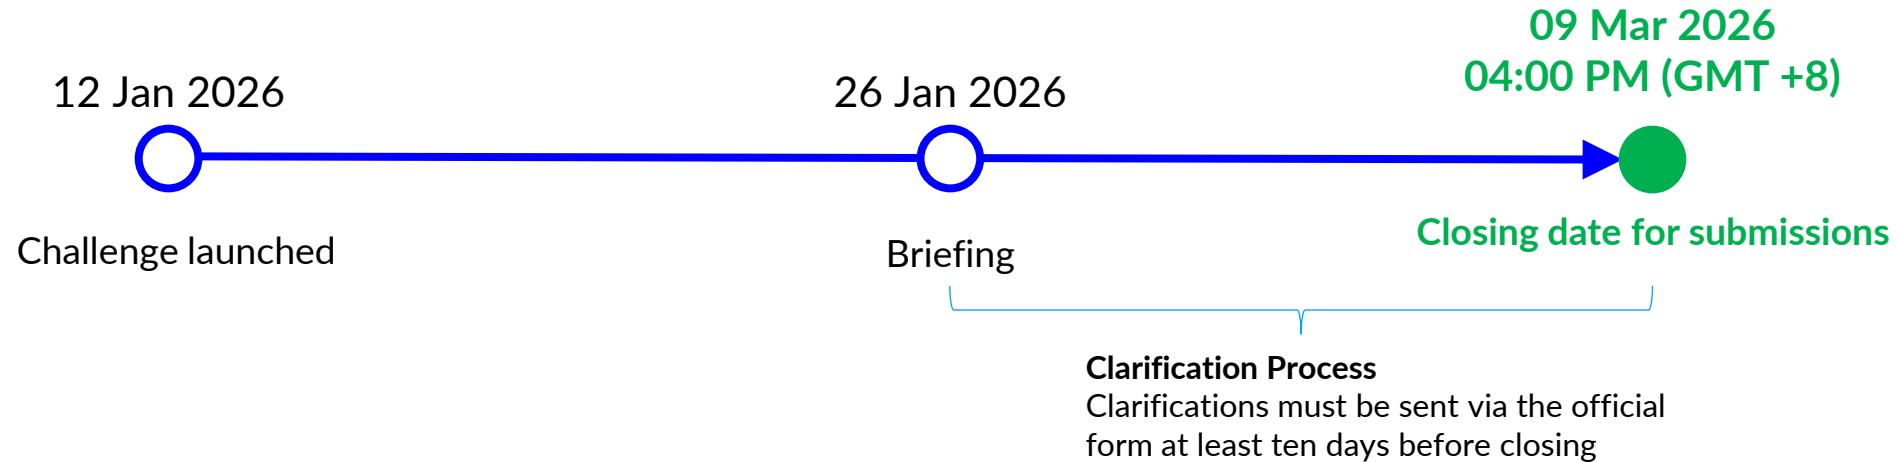 12 Jan 2026
Challenge launched
26 Jan 2026
Briefing
09 Mar 2026
04:00 PM (GMT +8)
Closing date for submissions
Clarification Process
Clarifications must be sent via the official
form at least ten days before closing